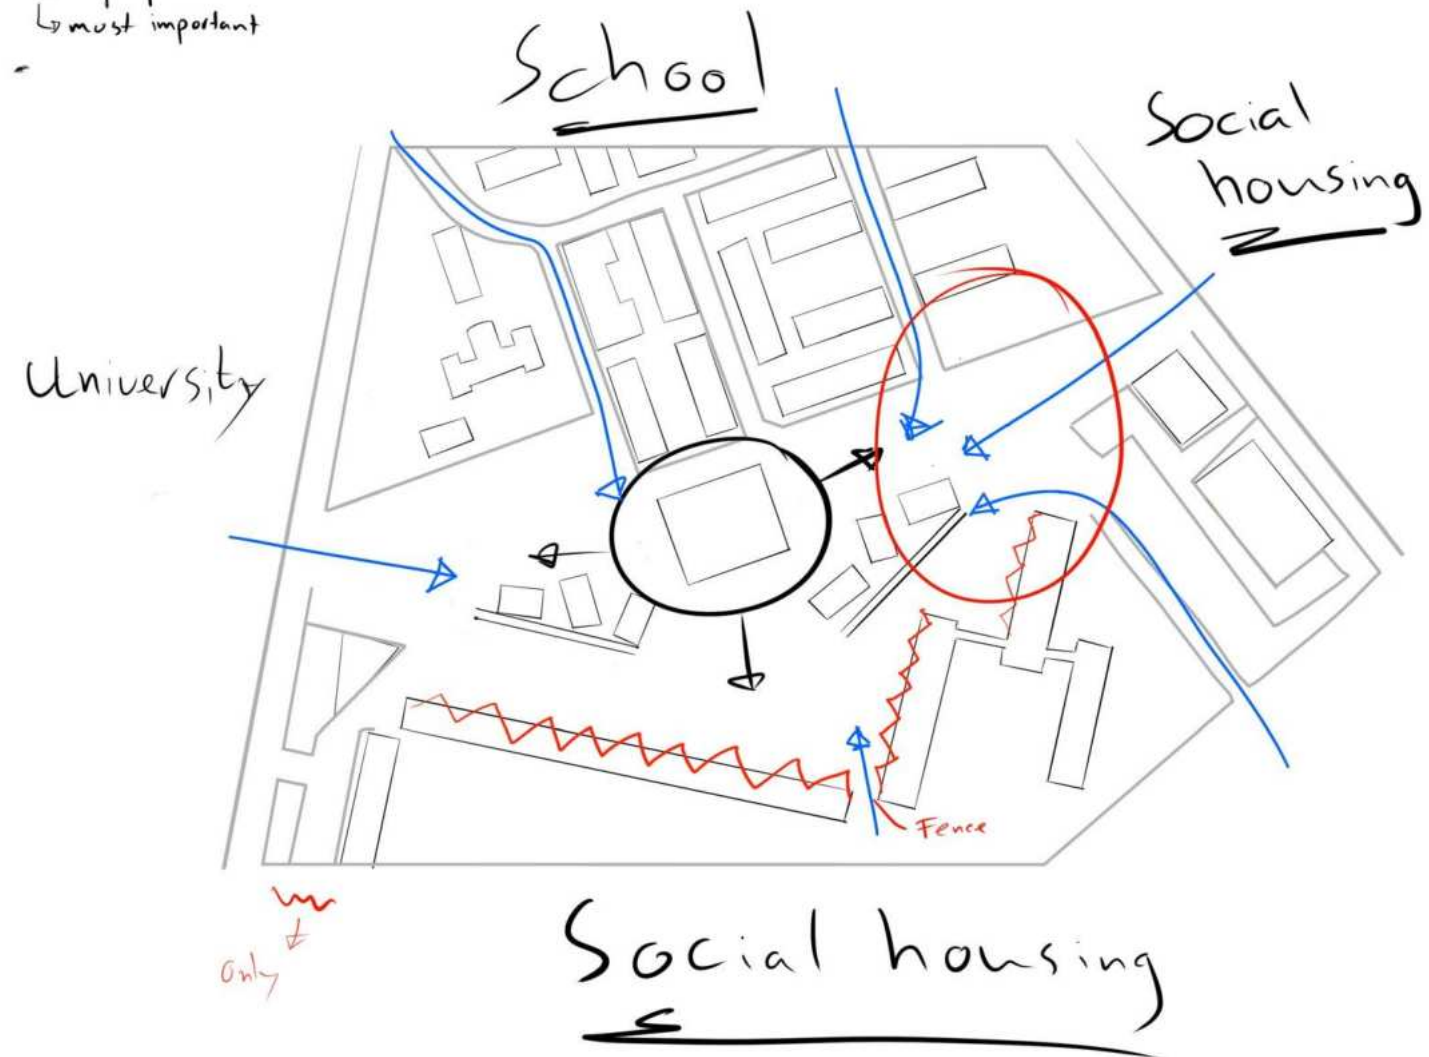 ↳ most important
-
School
Social
housing
University
Fence
Only
Social housing